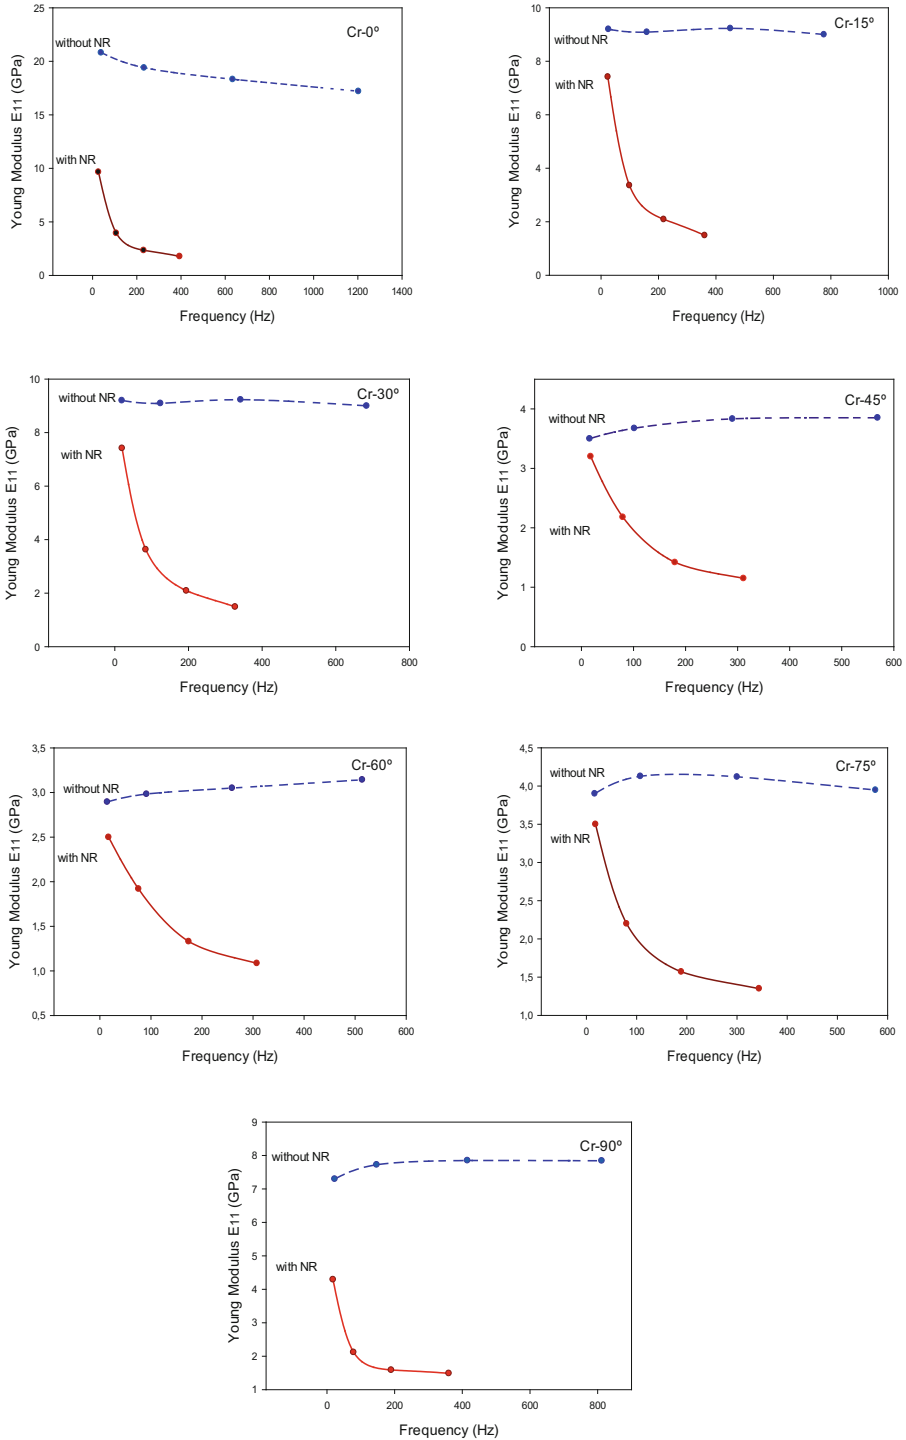 Cr-0º
without NR
with NR
Young Modulus E11 (GPa)
25
20
15
10
5
0
0 200 400 600 800 1000 1200 1400
Frequency (Hz)
Cr-15º
without NR
with NR
Young Modulus E11 (GPa)
10
8
6
4
2
0
0 200 400 600 800 1000
Frequency (Hz)
Cr-30º
without NR
with NR
Young Modulus E11 (GPa)
10
8
6
4
2
0
0 200 400 600 800
Frequency (Hz)
Cr-45º
without NR
with NR
Young Modulus E11 (GPa)
4
3
2
1
0
0 100 200 300 400 500 600
Frequency (Hz)
Cr-60º
without NR
with NR
Young Modulus E11 (GPa)
3,5
3,0
2,5
2,0
1,5
1,0
0,5
0 100 200 300 400 500 600
Frequency (Hz)
Cr-75º
without NR
with NR
Young Modulus E11 (GPa)
4,5
4,0
3,5
3,0
2,5
2,0
1,5
1,0
0 100 200 300 400 500 600
Frequency (Hz)
Cr-90º
without NR
with NR
Young Modulus E11 (GPa)
9
8
7
6
5
4
3
2
1
0 200 400 600 800
Frequency (Hz)